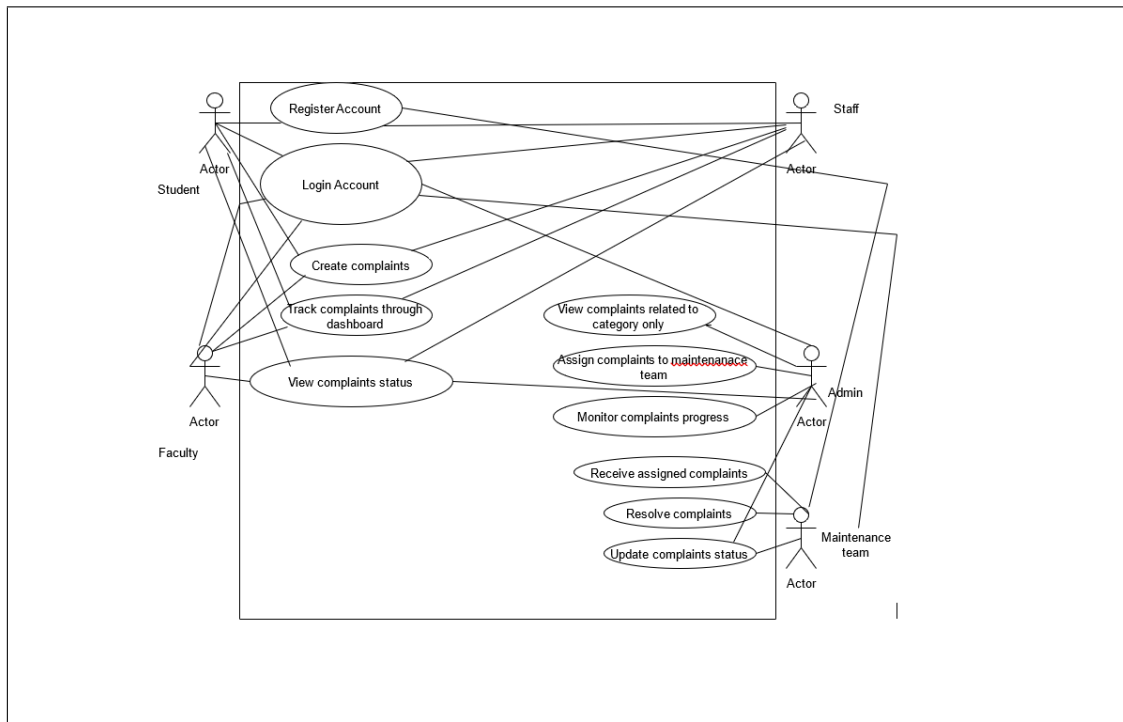 Register Account
Staff
Actor
Actor
Student
Login Account
Create complaints
Track complaints through
dashboard
View complaints related to
category only
Assign complaints to maintenanace
team
View complaints status
Admin
Monitor complaints progress
Actor
Actor
Faculty
Receive assigned complaints
Resolve complaints
Maintenance
team
Update complaints status
Actor